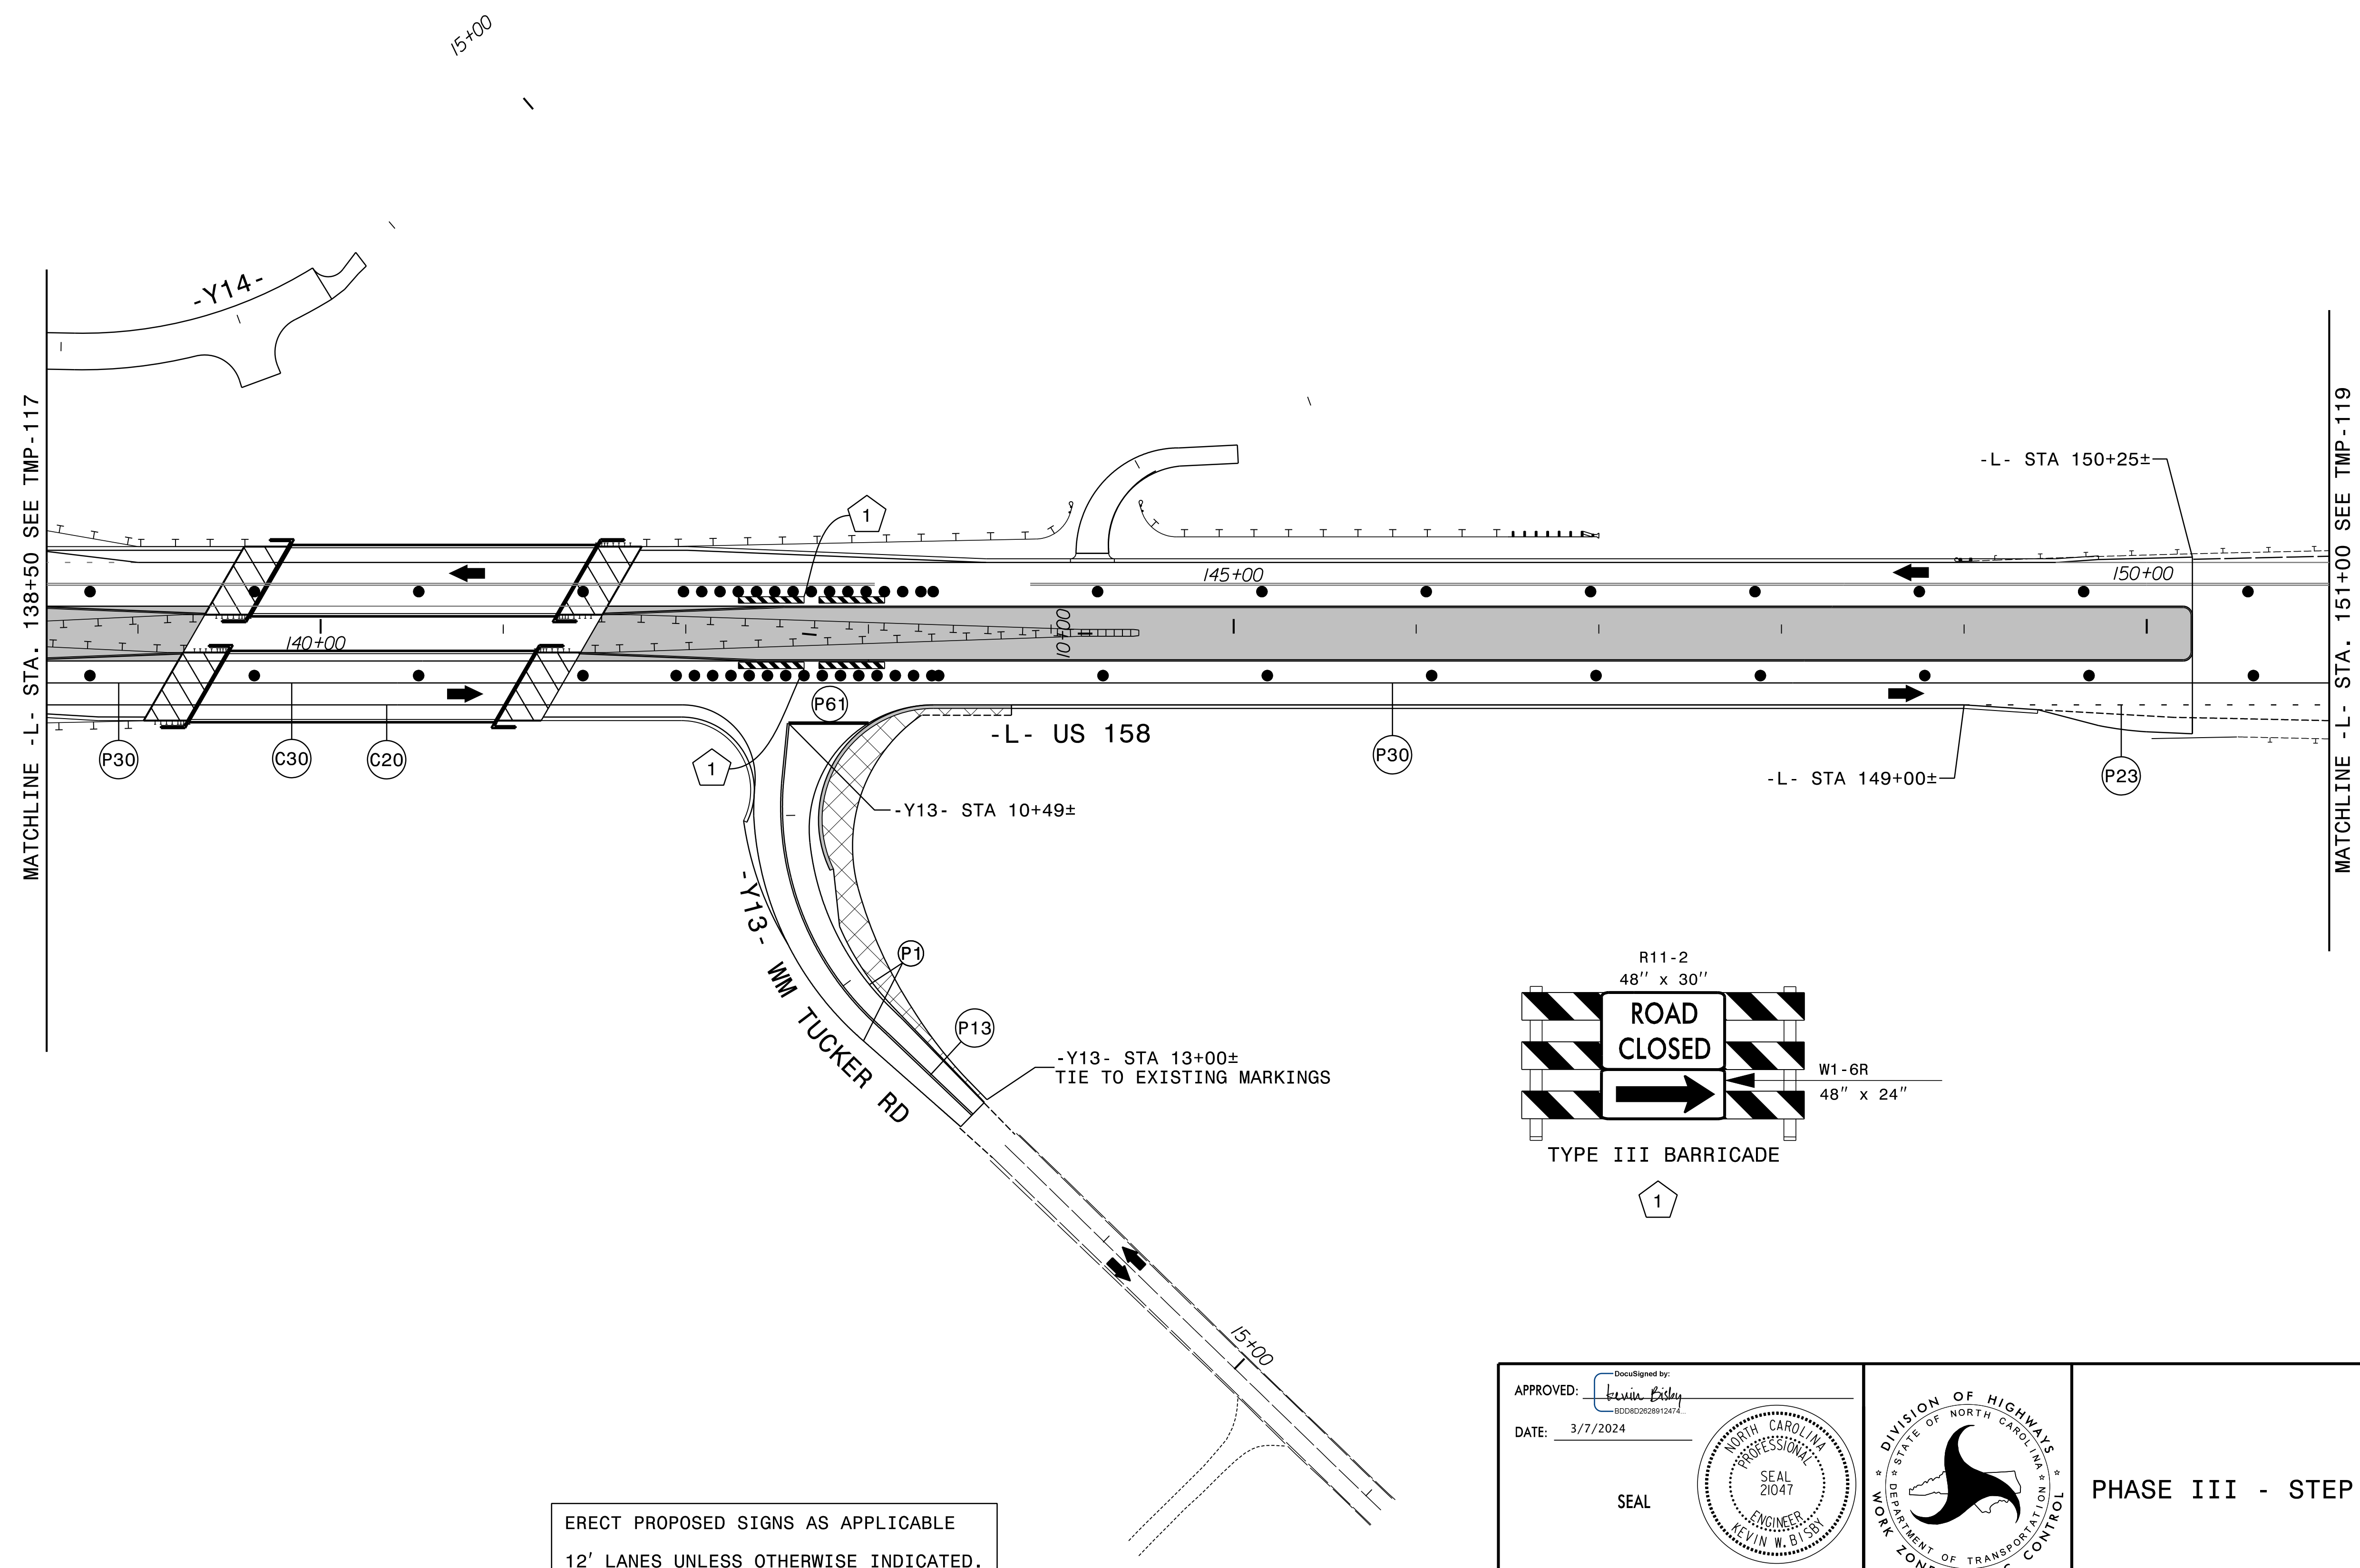 15+00
-Y14-
MATCHLINE -L- STA. 138+50 SEE TMP-117
MATCHLINE -L- STA. 151+00 SEE TMP-119
-L- STA 150+25±
1
145+00
150+00
140+00
10+00
P61
-L- US 158
P30
C30
C20
1
P30
-L- STA 149+00±
P23
-Y13- STA 10+49±
-Y13- WM TUCKER RD
P1
P13
-Y13- STA 13+00±
TIE TO EXISTING MARKINGS
R11-2
48" x 30"
ROAD
CLOSED
W1-6R
48" x 24"
TYPE III BARRICADE
1
15+00
ERECT PROPOSED SIGNS AS APPLICABLE
12' LANES UNLESS OTHERWISE INDICATED.
APPROVED:
DocuSigned by:
Kevin Bisby
BDD8D2628912474...
DATE: 3/7/2024
SEAL
NORTH CAROLINA
PROFESSIONAL
SEAL
21047
ENGINEER
KEVIN W. BISBY
DIVISION OF HIGHWAYS
STATE OF NORTH CAROLINA
DEPARTMENT OF TRANSPORTATION
WORK ZONE CONTROL
PHASE III - STEP